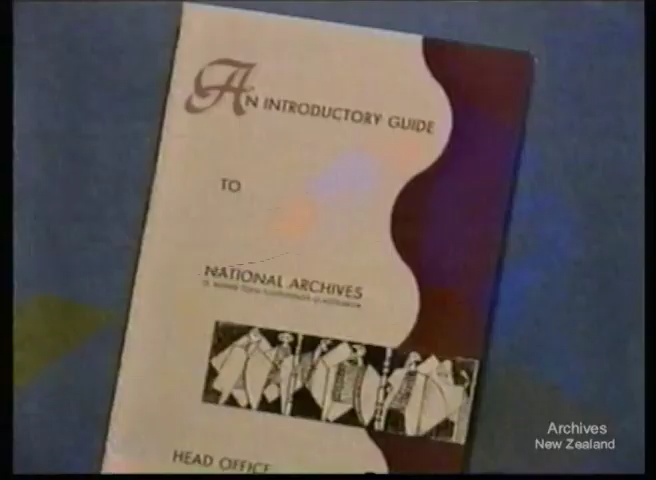 AN INTRODUCTORY GUIDE
TO
NATIONAL ARCHIVES
HEAD OFFICE
Archives
New Zealand